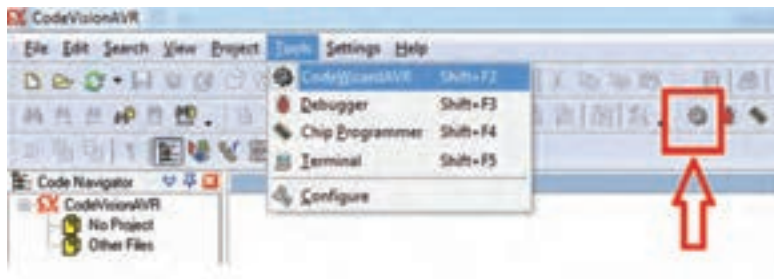 CodeVisionAVR
File Edit Search View Project Tools Settings Help
CodeWizardAVR Shift+F2
Debugger Shift+F3
Chip Programmer Shift+F4
Terminal Shift+F5
Configure
Code Navigator
CodeVisionAVR
No Project
Other Files